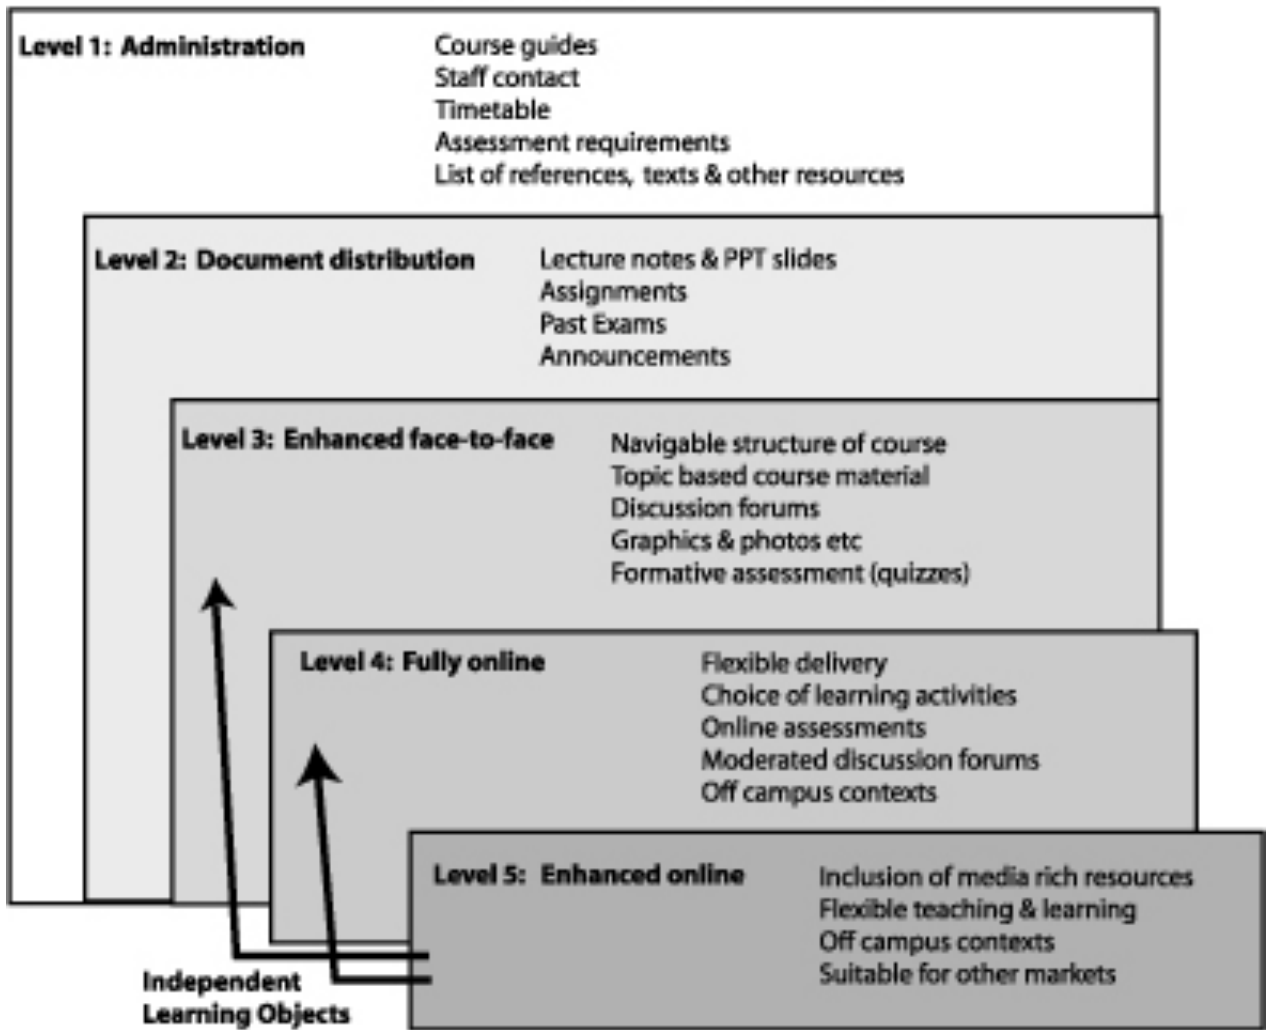 Level 1: Administration
Course guides
Staff contact
Timetable
Assessment requirements
List of references, texts & other resources
Level 2: Document distribution
Lecture notes & PPT slides
Assignments
Past Exams
Announcements
Level 3: Enhanced face-to-face
Navigable structure of course
Topic based course material
Discussion forums
Graphics & photos etc
Formative assessment (quizzes)
Level 4: Fully online
Flexible delivery
Choice of learning activities
Online assessments
Moderated discussion forums
Off campus contexts
Level 5: Enhanced online
Inclusion of media rich resources
Flexible teaching & learning
Off campus contexts
Suitable for other markets
Independent
Learning Objects